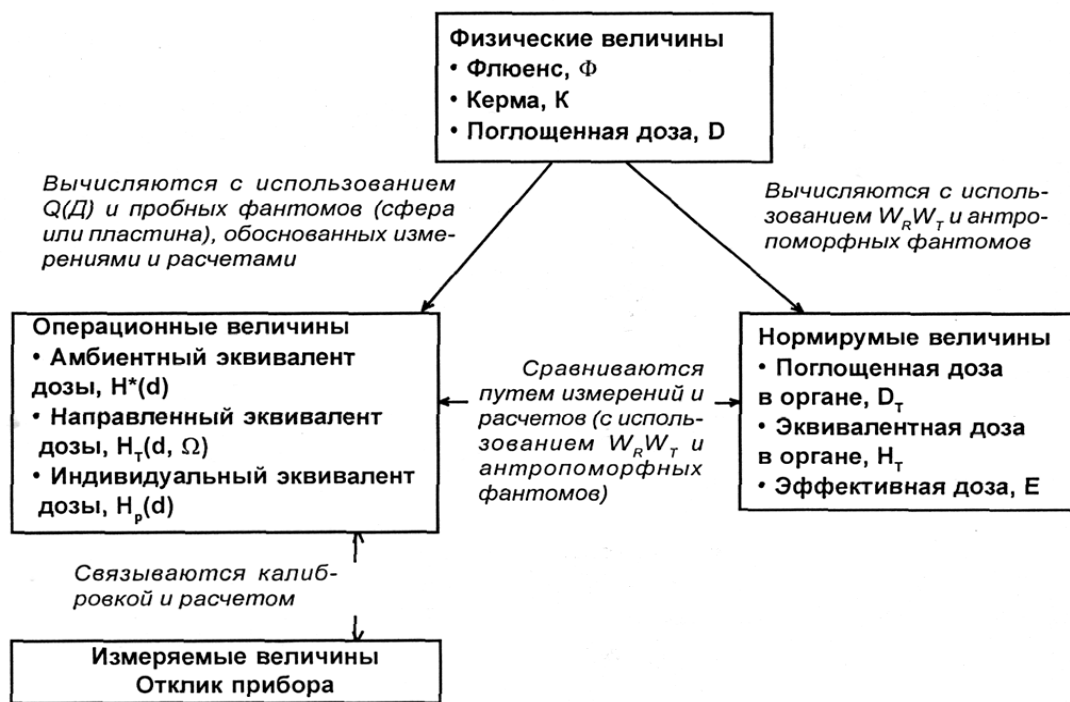 Физические величины
• Флюенс, Φ
• Керма, К
• Поглощенная доза, D
Вычисляются с использованием
Q(Д) и пробных фантомов (сфера
или пластина), обоснованных изме-
рениями и расчетами
Вычисляются с исполь-
зованием W_R W_T и антро-
поморфных фантомов
Операционные величины
• Амбиентный эквивалент
дозы, H*(d)
• Направленный эквивалент
дозы, H_T(d, Ω)
• Индивидуальный эквивалент
дозы, H_p(d)
Сравниваются
путем измерений и
расчетов (с исполь-
зованием W_R W_T и
антропоморфных
фантомов)
Нормирумые величины
• Поглощенная доза
в органе, D_T
• Эквивалентная доза
в органе, H_T
• Эффективная доза, E
Связываются калиб-
ровкой и расчетом
Измеряемые величины
Отклик прибора